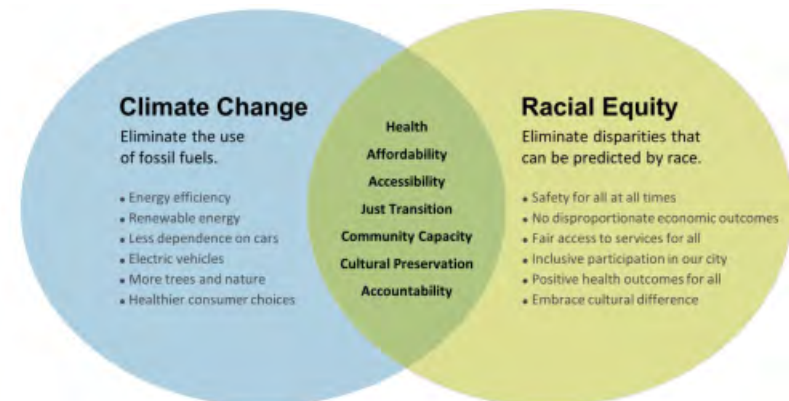 Climate Change
Eliminate the use
of fossil fuels.
• Energy efficiency
• Renewable energy
• Less dependence on cars
• Electric vehicles
• More trees and nature
• Healthier consumer choices
Health
Affordability
Accessibility
Just Transition
Community Capacity
Cultural Preservation
Accountability
Racial Equity
Eliminate disparities that
can be predicted by race.
• Safety for all at all times
• No disproportionate economic outcomes
• Fair access to services for all
• Inclusive participation in our city
• Positive health outcomes for all
• Embrace cultural difference